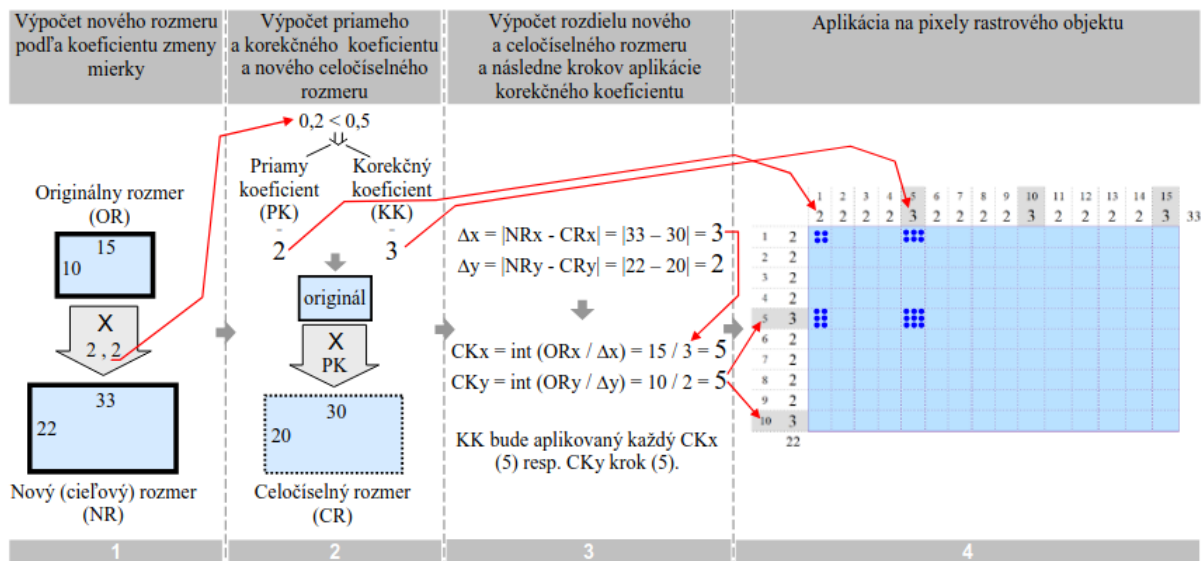 Výpočet nového rozmeru
podľa koeficientu zmeny
mierky
Výpočet priameho
a korekčného koeficientu
a nového celočíselného
rozmeru
Výpočet rozdielu nového
a celočíselného rozmeru
a následne krokov aplikácie
korekčného koeficientu
Aplikácia na pixely rastrového objektu
Originálny rozmer
(OR)
15
10
X
2 , 2
33
22
Nový (cieľový) rozmer
(NR)
0,2 < 0,5
Priamy
koeficient
(PK)
-
2
Korekčný
koeficient
(KK)
-
3
originál
X
PK
30
20
Celočíselný rozmer
(CR)
Δx = |NRx - CRx| = |33 – 30| = 3
Δy = |NRy - CRy| = |22 – 20| = 2
CKx = int (ORx / Δx) = 15 / 3 = 5
CKy = int (ORy / Δy) = 10 / 2 = 5
KK bude aplikovaný každý CKx
(5) resp. CKy krok (5).
1 2 3 4 5 6 7 8 9 10 11 12 13 14 15
2 2 2 2 3 2 2 2 2 3 2 2 2 2 3 33
1 2
2 2
3 2
4 2
5 3
6 2
7 2
8 2
9 2
10 3
22
1
2
3
4